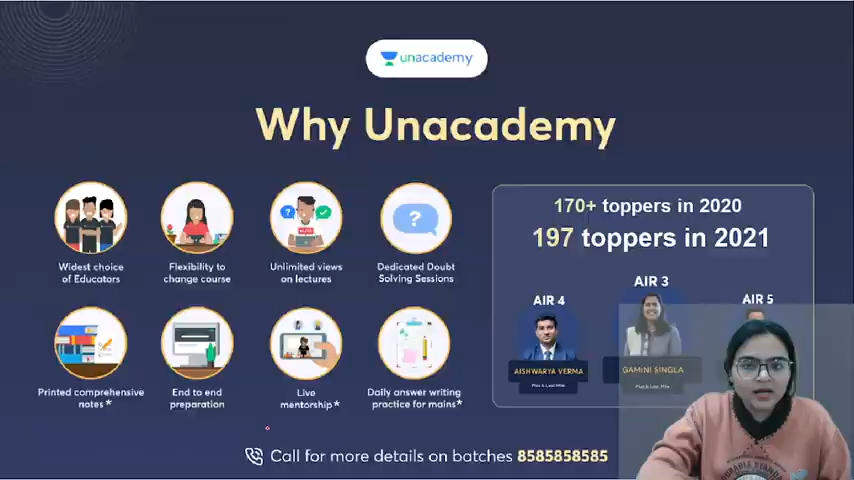 unacademy
Why Unacademy
Widest choice
of Educators
Flexibility to
change course
Unlimited views
on lectures
Dedicated Doubt
Solving Sessions
Printed comprehensive
notes*
End to end
preparation
Live
mentorship*
Daily answer writing
practice for mains*
170+ toppers in 2020
197 toppers in 2021
AIR 4
AISHWARYA VERMA
AIR 3
GAMINI SINGLA
AIR 5
Call for more details on batches 8585858585